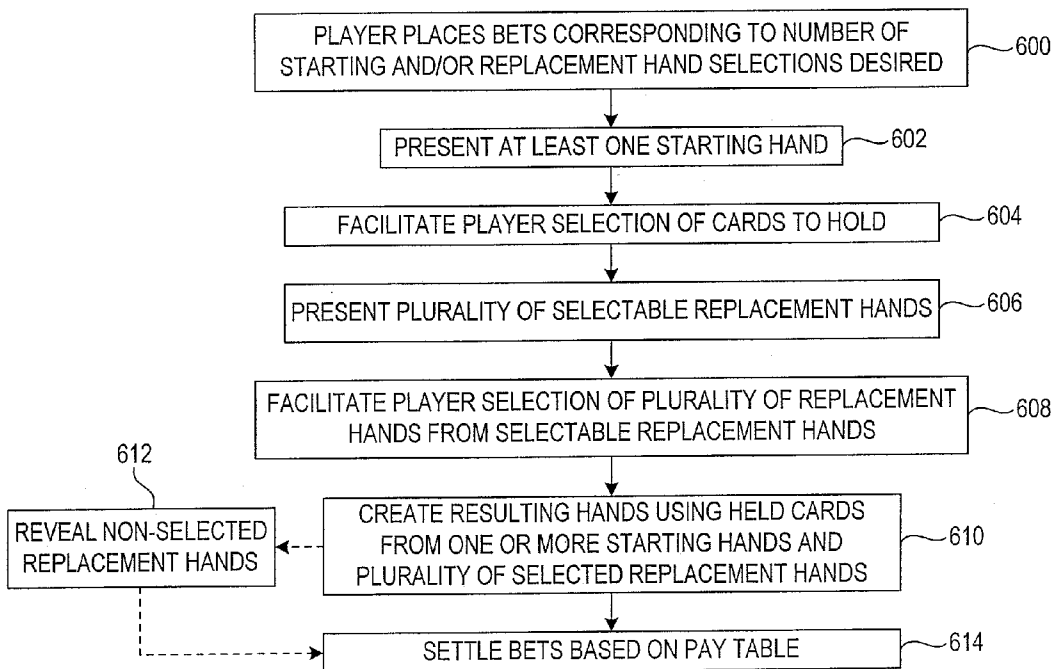 PLAYER PLACES BETS CORRESPONDING TO NUMBER OF
STARTING AND/OR REPLACEMENT HAND SELECTIONS DESIRED
600
PRESENT AT LEAST ONE STARTING HAND
602
FACILITATE PLAYER SELECTION OF CARDS TO HOLD
604
PRESENT PLURALITY OF SELECTABLE REPLACEMENT HANDS
606
FACILITATE PLAYER SELECTION OF PLURALITY OF REPLACEMENT
HANDS FROM SELECTABLE REPLACEMENT HANDS
608
612
REVEAL NON-SELECTED
REPLACEMENT HANDS
CREATE RESULTING HANDS USING HELD CARDS
FROM ONE OR MORE STARTING HANDS AND
PLURALITY OF SELECTED REPLACEMENT HANDS
610
SETTLE BETS BASED ON PAY TABLE
614